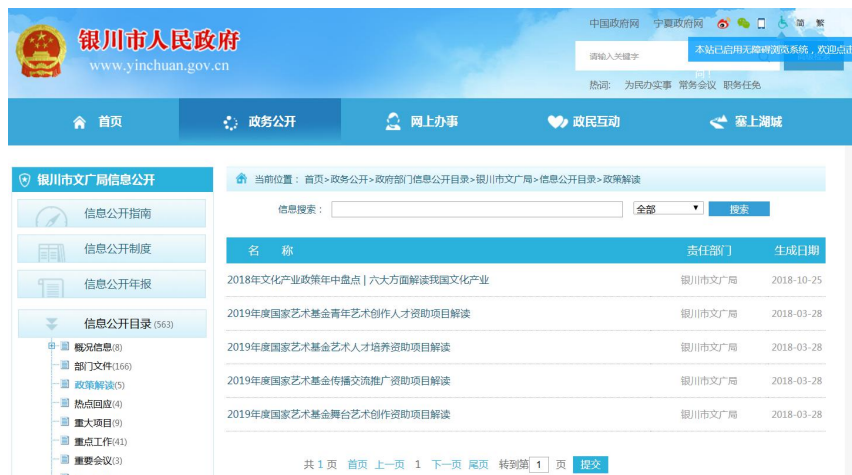 中国政府网 宁夏政府网 简 繁
银川市人民政府
www.yinchuan.gov.cn
请输入关键字
本站已启用无障碍浏览系统，欢迎点击
热词: 为民办实事 常务会议 职务任免
首页 政务公开 网上办事 政民互动 塞上湖城
银川市文广局信息公开
当前位置： 首页>政务公开>政府部门信息公开目录>银川市文广局>信息公开目录>政策解读
信息公开指南
信息搜索： 全部 搜索
信息公开制度
名 称 责任部门 生成日期
信息公开年报
2018年文化产业政策年中盘点 | 六大方面解读我国文化产业 银川市文广局 2018-10-25
2019年度国家艺术基金青年艺术创作人才资助项目解读 银川市文广局 2018-03-28
信息公开目录 (563)
概况信息(8)
2019年度国家艺术基金艺术人才培养资助项目解读 银川市文广局 2018-03-28
部门文件(166)
政策解读(5)
2019年度国家艺术基金传播交流推广资助项目解读 银川市文广局 2018-03-28
热点回应(4)
2019年度国家艺术基金舞台艺术创作资助项目解读 银川市文广局 2018-03-28
重大项目(9)
重点工作(41)
重要会议(3)
共 1 页 首页 上一页 1 下一页 尾页 转到第 1 页 提交